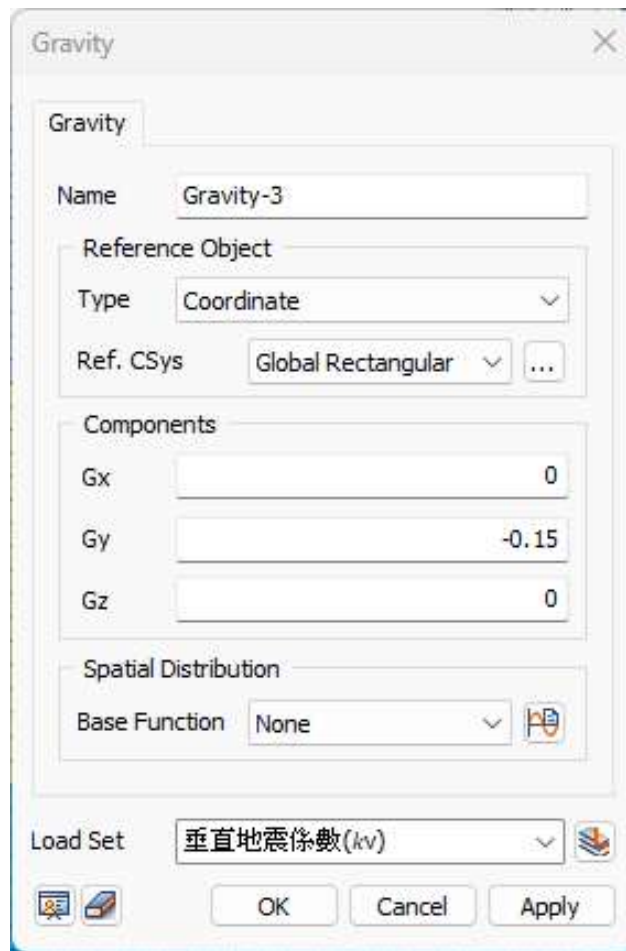 Gravity
Gravity
Name Gravity-3
Reference Object
Type Coordinate
Ref. CSys Global Rectangular ...
Components
Gx 0
Gy -0.15
Gz 0
Spatial Distribution
Base Function None
Load Set 垂直地震係數(kv)
OK Cancel Apply